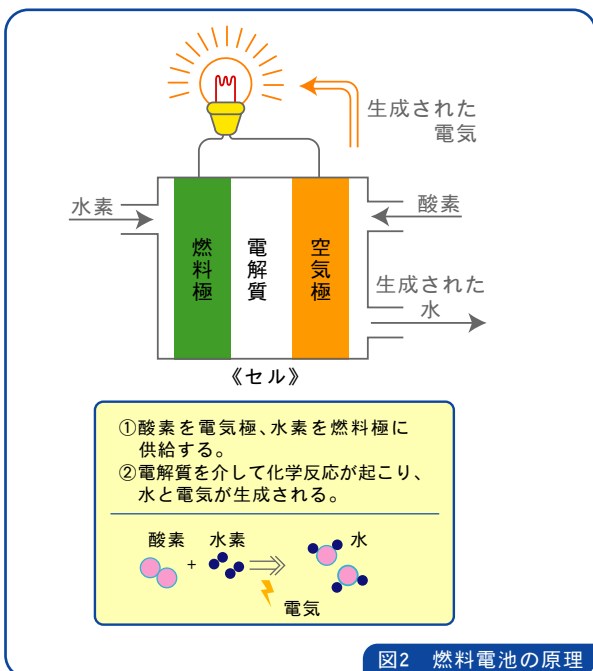 生成された
電気
水素
酸素
燃料極
電解質
空気極
生成された
水
《セル》
①酸素を電気極、水素を燃料極に
供給する。
②電解質を介して化学反応が起こり、
水と電気が生成される。
酸素 水素 水
+
電気
図2 燃料電池の原理